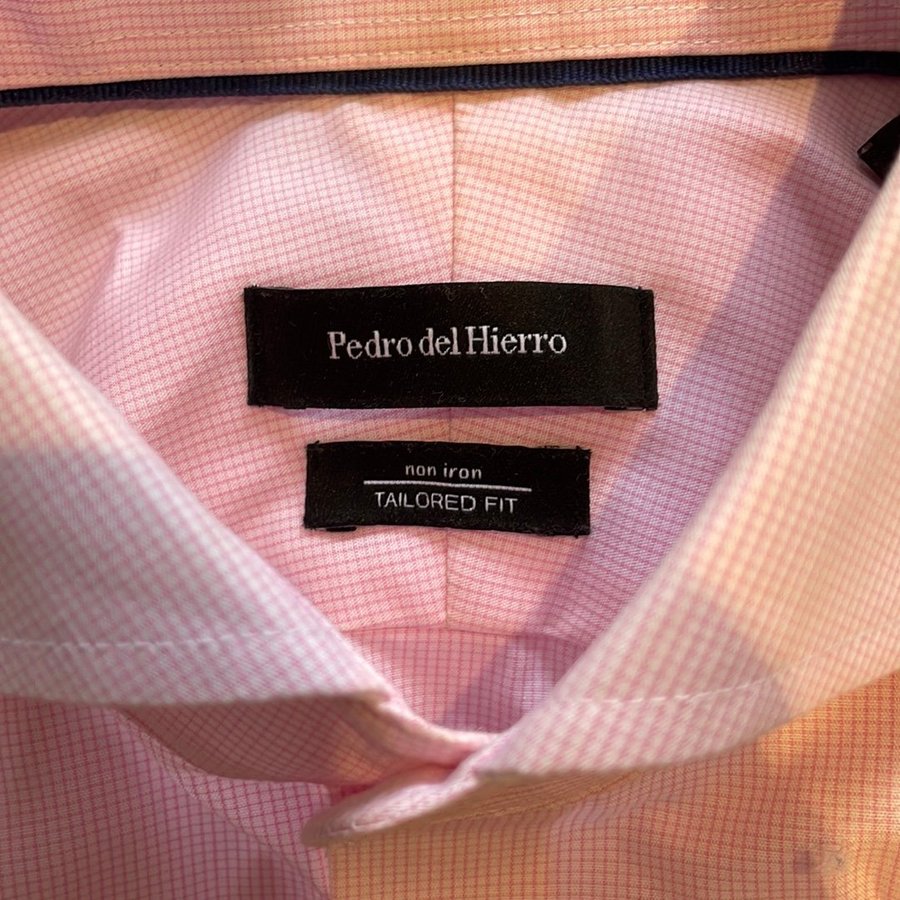 Pedro del Hierro
non iron
TAILORED FIT